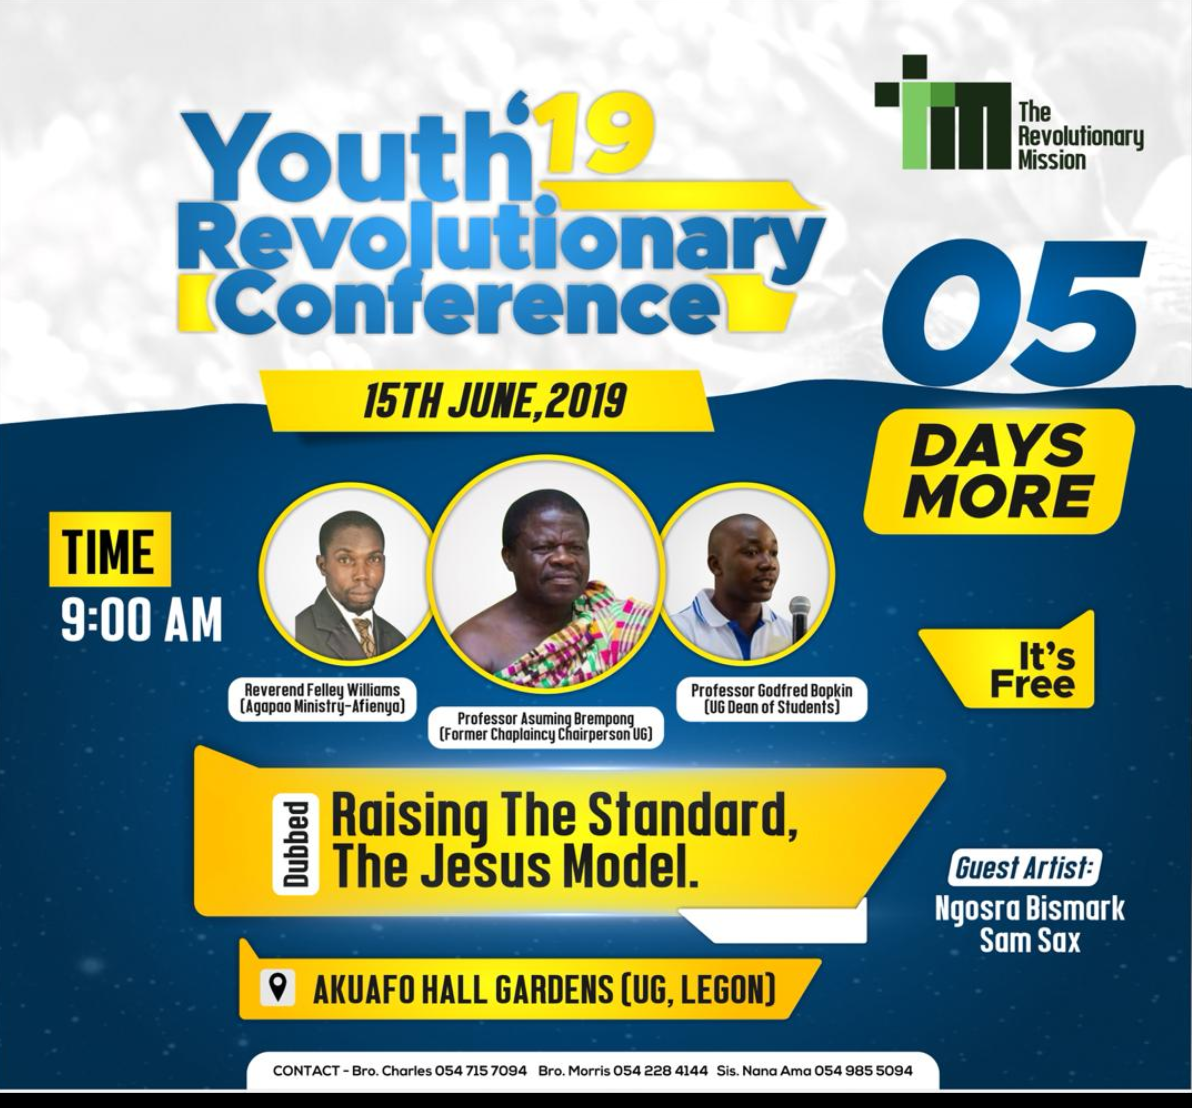 Youth'19
Revolutionary
Conference
The
Revolutionary
Mission
05
DAYS
MORE
15TH JUNE,2019
TIME
9:00 AM
Reverend Felley Williams
(Agapao Ministry-Afienya)
Professor Asuming Brempong
(Former Chaplaincy Chairperson UG)
Professor Godfred Bopkin
(UG Dean of Students)
It's
Free
Dubbed
Raising The Standard,
The Jesus Model.
Guest Artist:
Ngosra Bismark
Sam Sax
AKUAFO HALL GARDENS (UG, LEGON)
CONTACT - Bro. Charles 054 715 7094 Bro. Morris 054 228 4144 Sis. Nana Ama 054 985 5094